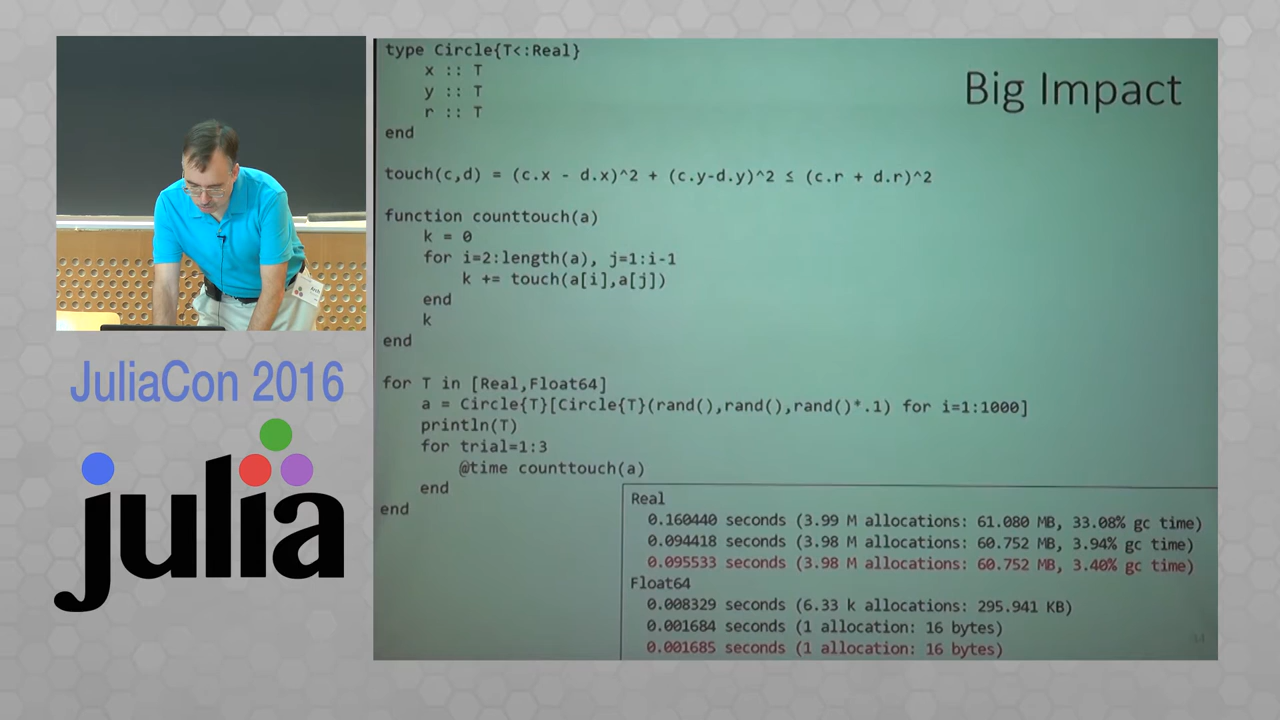 type Circle{T<:Real}
x :: T
y :: T
r :: T
end
Big Impact
touch(c,d) = (c.x - d.x)^2 + (c.y-d.y)^2 ≤ (c.r + d.r)^2
function counttouch(a)
k = 0
for i=2:length(a), j=1:i-1
k += touch(a[i],a[j])
end
k
end
for T in [Real,Float64]
a = Circle{T}[Circle{T}(rand(),rand(),rand()*.1) for i=1:1000]
println(T)
for trial=1:3
@time counttouch(a)
end
end
Real
0.160440 seconds (3.99 M allocations: 61.080 MB, 33.08% gc time)
0.094418 seconds (3.98 M allocations: 60.752 MB, 3.94% gc time)
0.095533 seconds (3.98 M allocations: 60.752 MB, 3.40% gc time)
Float64
0.008329 seconds (6.33 k allocations: 295.941 KB)
0.001684 seconds (1 allocation: 16 bytes)
0.001685 seconds (1 allocation: 16 bytes)
14
JuliaCon 2016
julia